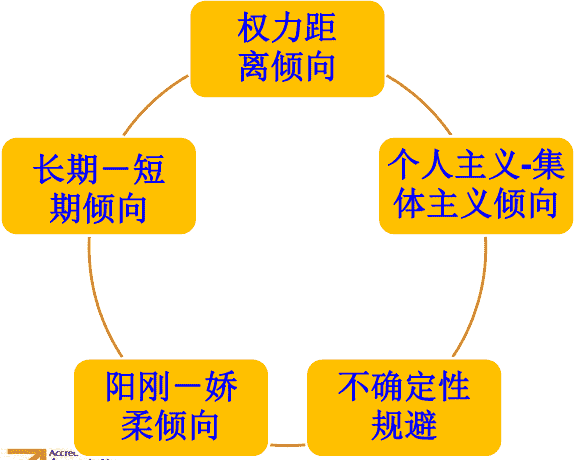 权力距
离倾向
个人主义-集
体主义倾向
不确定性
规避
阳刚－娇
柔倾向
长期－短
期倾向